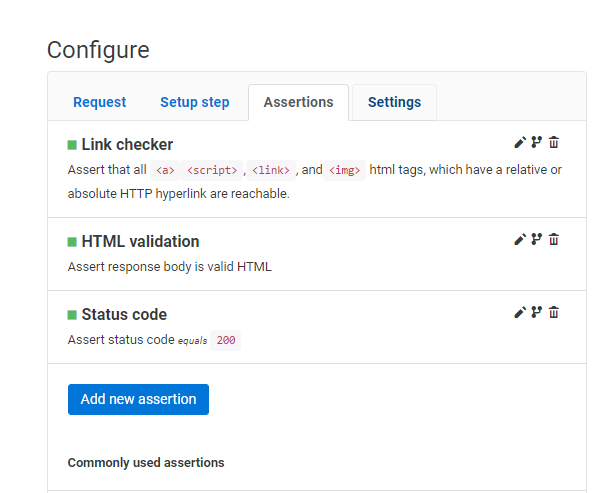 Configure
Request Setup step Assertions Settings
Link checker
Assert that all <a> <script> , <link> , and <img> html tags, which have a relative or
absolute HTTP hyperlink are reachable.
HTML validation
Assert response body is valid HTML
Status code
Assert status code equals 200
Add new assertion
Commonly used assertions